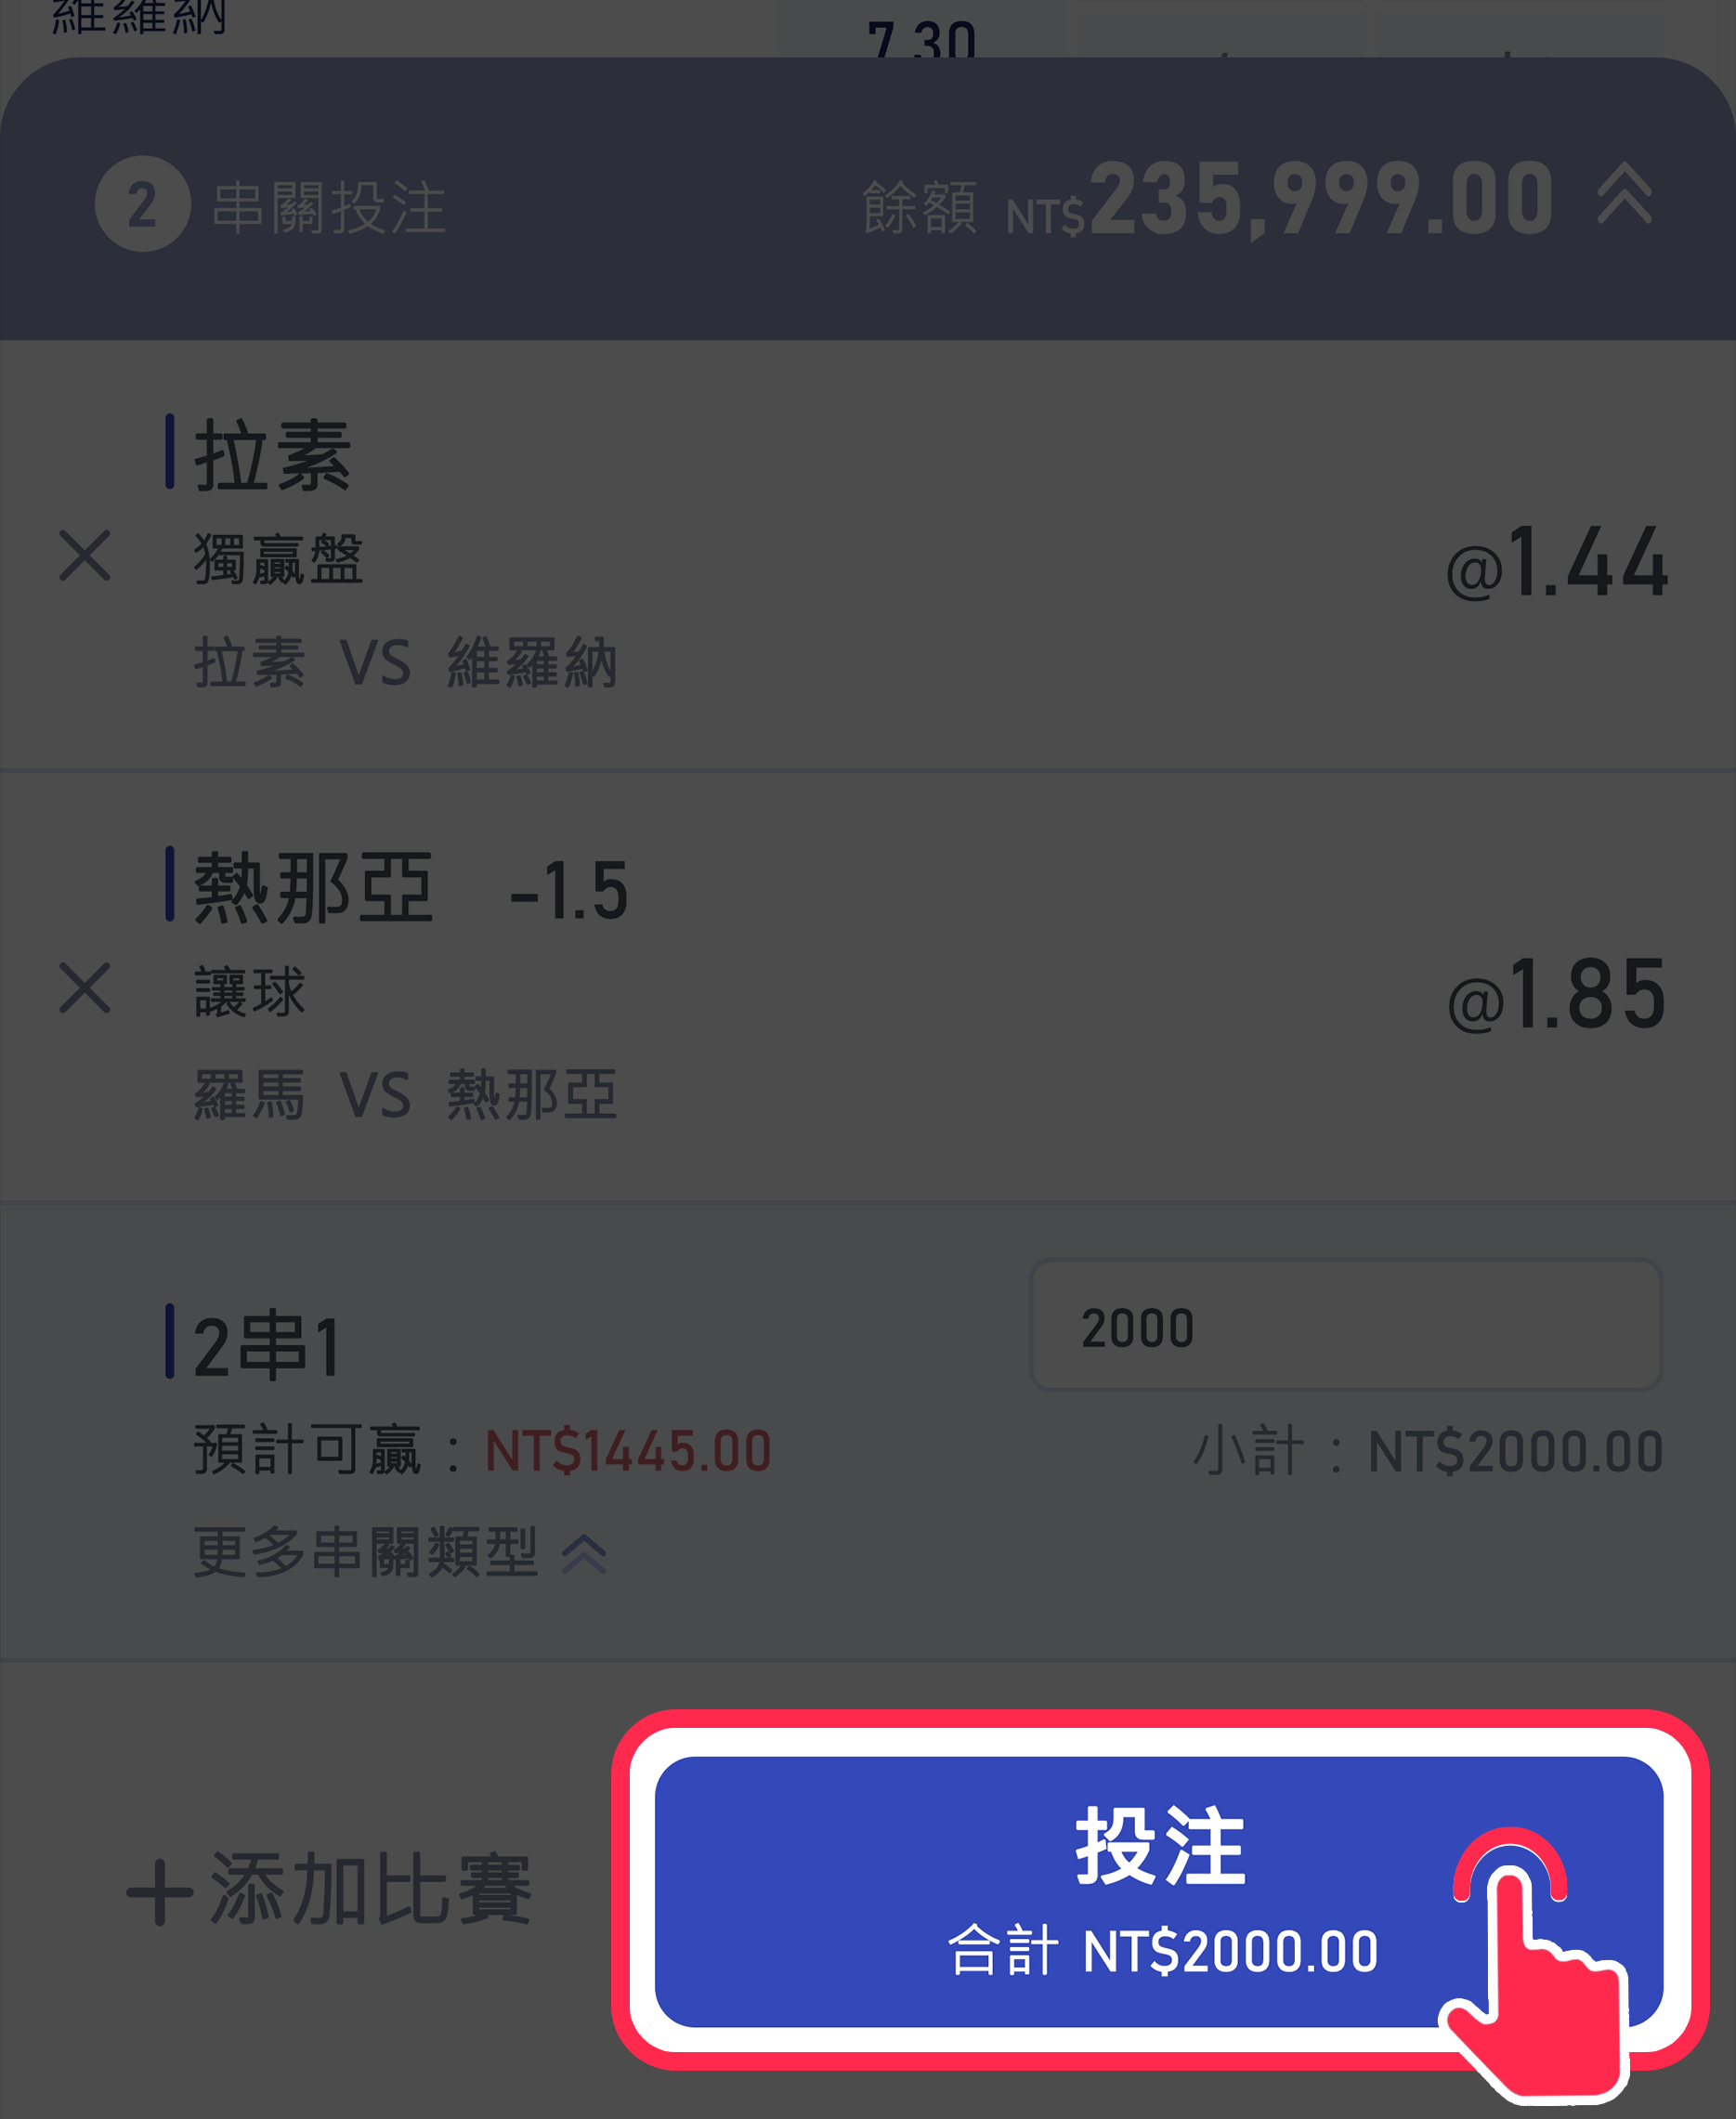 維羅納
7.30
2 串關投注 餘額 NT$235,999.00
拉素
獨贏盤
@1.44
拉素 VS 維羅納
熱那亞 -1.5
讓球
@1.85
羅馬 VS 熱那亞
2串1 2000
預計可贏：NT$1445.00 小計：NT$2000.00
更多串關類型
+添加比賽
投注
合計 NT$2000.00